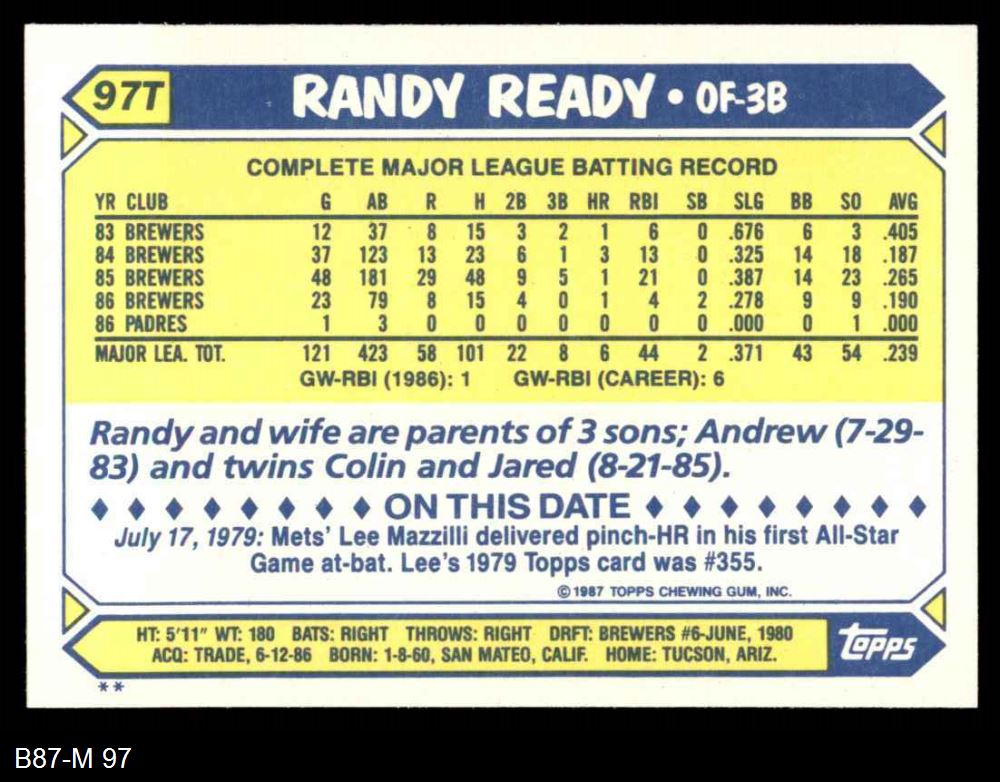 97T RANDY READY • OF-3B
COMPLETE MAJOR LEAGUE BATTING RECORD
YR CLUB G AB R H 2B 3B HR RBI SB SLG BB SO AVG
83 BREWERS 12 37 8 15 3 2 1 6 0 .676 6 3 .405
84 BREWERS 37 123 13 23 6 1 3 13 0 .325 14 18 .187
85 BREWERS 48 181 29 48 9 5 1 21 0 .387 14 23 .265
86 BREWERS 23 79 8 15 4 0 1 4 2 .278 9 9 .190
86 PADRES 1 3 0 0 0 0 0 0 0 .000 0 1 .000
MAJOR LEA. TOT. 121 423 58 101 22 8 6 44 2 .371 43 54 .239
GW-RBI (1986): 1 GW-RBI (CAREER): 6
Randy and wife are parents of 3 sons; Andrew (7-29-
83) and twins Colin and Jared (8-21-85).
ON THIS DATE
July 17, 1979: Mets' Lee Mazzilli delivered pinch-HR in his first All-Star
Game at-bat. Lee's 1979 Topps card was #355.
© 1987 TOPPS CHEWING GUM, INC.
HT: 5'11" WT: 180 BATS: RIGHT THROWS: RIGHT DRFT: BREWERS #6-JUNE, 1980
ACQ: TRADE, 6-12-86 BORN: 1-8-60, SAN MATEO, CALIF. HOME: TUCSON, ARIZ.
Topps
**
B87-M 97